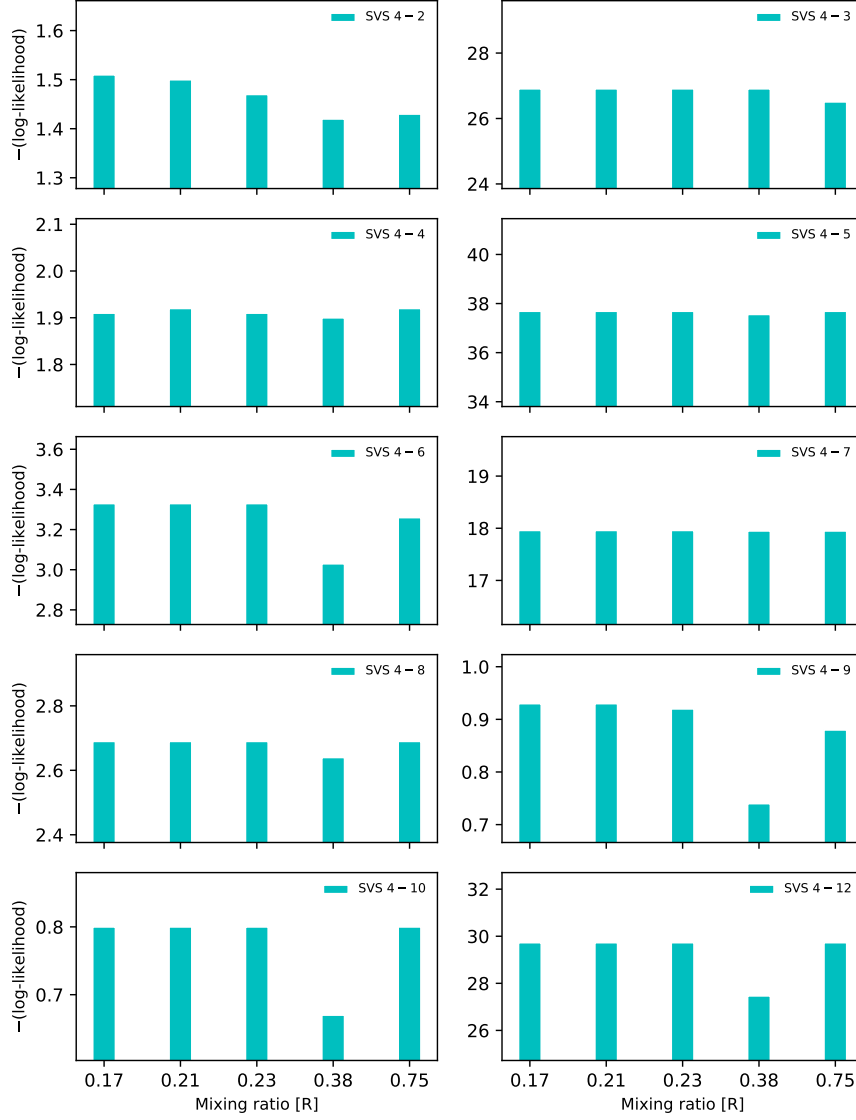 SVS 4−2
−(log-likelihood)
1.6
1.5
1.4
1.3
SVS 4−3
28
26
24
SVS 4−4
−(log-likelihood)
2.1
2.0
1.9
1.8
SVS 4−5
40
38
36
34
SVS 4−6
−(log-likelihood)
3.6
3.4
3.2
3.0
2.8
SVS 4−7
19
18
17
SVS 4−8
−(log-likelihood)
2.8
2.6
2.4
SVS 4−9
1.0
0.9
0.8
0.7
SVS 4−10
−(log-likelihood)
0.8
0.7
0.17 0.21 0.23 0.38 0.75
Mixing ratio [R]
SVS 4−12
32
30
28
26
0.17 0.21 0.23 0.38 0.75
Mixing ratio [R]